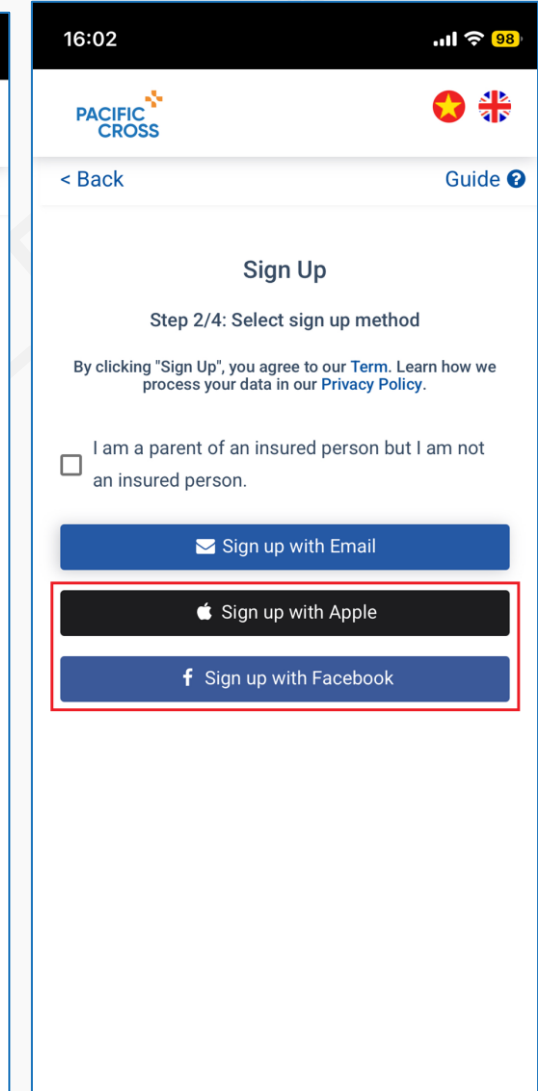 16:02
98
PACIFIC
CROSS
< Back
Guide
Sign Up
Step 2/4: Select sign up method
By clicking "Sign Up", you agree to our Term. Learn how we
process your data in our Privacy Policy.
I am a parent of an insured person but I am not
an insured person.
Sign up with Email
Sign up with Apple
Sign up with Facebook